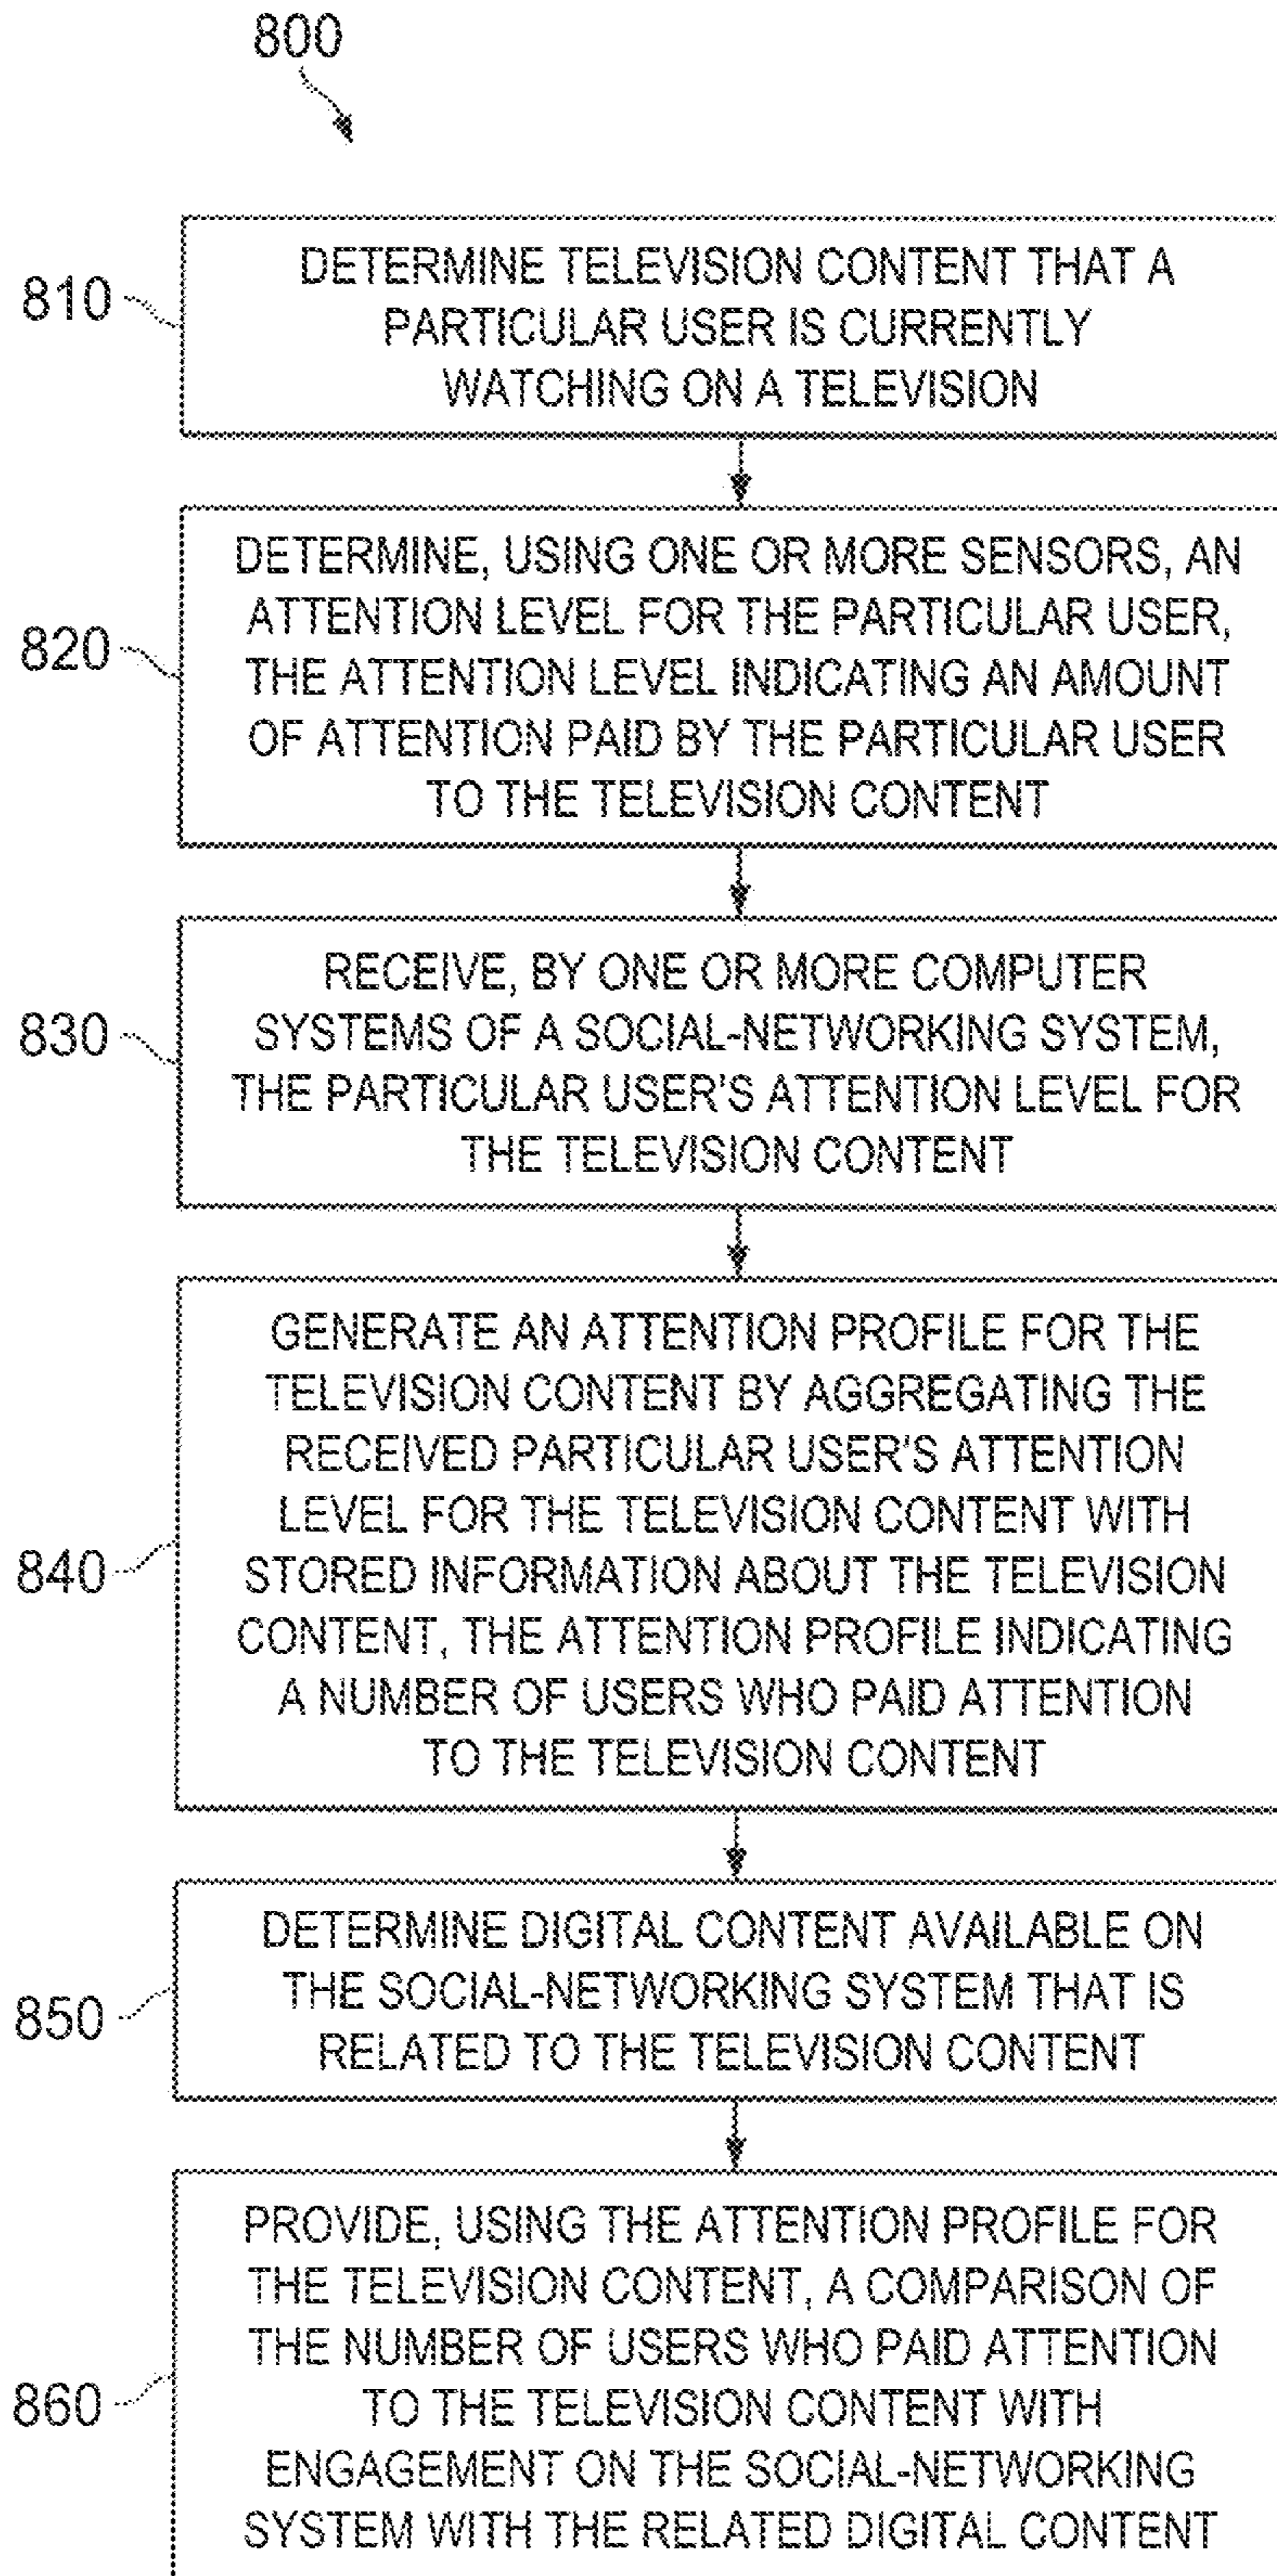 800
810
DETERMINE TELEVISION CONTENT THAT A
PARTICULAR USER IS CURRENTLY
WATCHING ON A TELEVISION
820
DETERMINE, USING ONE OR MORE SENSORS, AN
ATTENTION LEVEL FOR THE PARTICULAR USER,
THE ATTENTION LEVEL INDICATING AN AMOUNT
OF ATTENTION PAID BY THE PARTICULAR USER
TO THE TELEVISION CONTENT
830
RECEIVE, BY ONE OR MORE COMPUTER
SYSTEMS OF A SOCIAL-NETWORKING SYSTEM,
THE PARTICULAR USER'S ATTENTION LEVEL FOR
THE TELEVISION CONTENT
840
GENERATE AN ATTENTION PROFILE FOR THE
TELEVISION CONTENT BY AGGREGATING THE
RECEIVED PARTICULAR USER'S ATTENTION
LEVEL FOR THE TELEVISION CONTENT WITH
STORED INFORMATION ABOUT THE TELEVISION
CONTENT, THE ATTENTION PROFILE INDICATING
A NUMBER OF USERS WHO PAID ATTENTION
TO THE TELEVISION CONTENT
850
DETERMINE DIGITAL CONTENT AVAILABLE ON
THE SOCIAL-NETWORKING SYSTEM THAT IS
RELATED TO THE TELEVISION CONTENT
860
PROVIDE, USING THE ATTENTION PROFILE FOR
THE TELEVISION CONTENT, A COMPARISON OF
THE NUMBER OF USERS WHO PAID ATTENTION
TO THE TELEVISION CONTENT WITH
ENGAGEMENT ON THE SOCIAL-NETWORKING
SYSTEM WITH THE RELATED DIGITAL CONTENT